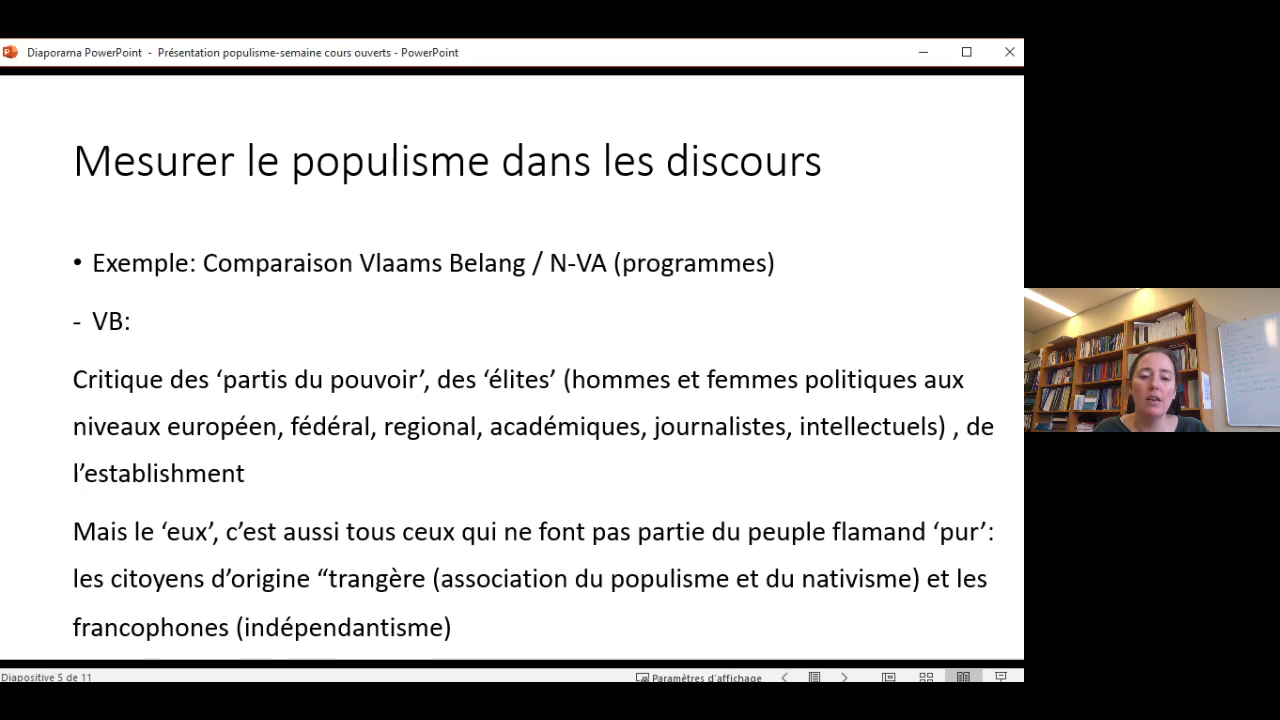 Diaporama PowerPoint - Présentation populisme-semaine cours ouverts - PowerPoint
Mesurer le populisme dans les discours
• Exemple: Comparaison Vlaams Belang / N-VA (programmes)
- VB:
Critique des ‘partis du pouvoir’, des ‘élites’ (hommes et femmes politiques aux
niveaux européen, fédéral, regional, académiques, journalistes, intellectuels) , de
l’establishment
Mais le ‘eux’, c’est aussi tous ceux qui ne font pas partie du peuple flamand ‘pur’:
les citoyens d’origine “trangère (association du populisme et du nativisme) et les
francophones (indépendantisme)
Diapositive 5 de 11
Paramètres d'affichage